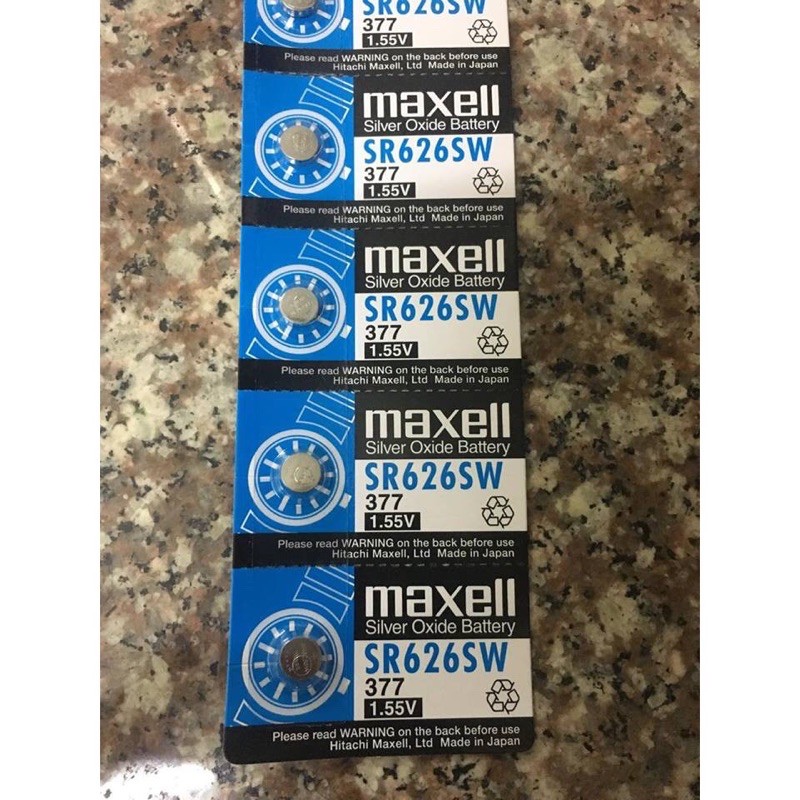 SR626SW
377
1.55V
Please read WARNING on the back before use
Hitachi Maxell, Ltd Made in Japan
maxell
Silver Oxide Battery
SR626SW
377
1.55V
Please read WARNING on the back before use
Hitachi Maxell, Ltd Made in Japan
maxell
Silver Oxide Battery
SR626SW
377
1.55V
Please read WARNING on the back before use
Hitachi Maxell, Ltd Made in Japan
maxell
Silver Oxide Battery
SR626SW
377
1.55V
Please read WARNING on the back before use
Hitachi Maxell, Ltd Made in Japan
maxell
Silver Oxide Battery
SR626SW
377
1.55V
Please read WARNING on the back before use
Hitachi Maxell, Ltd Made in Japan